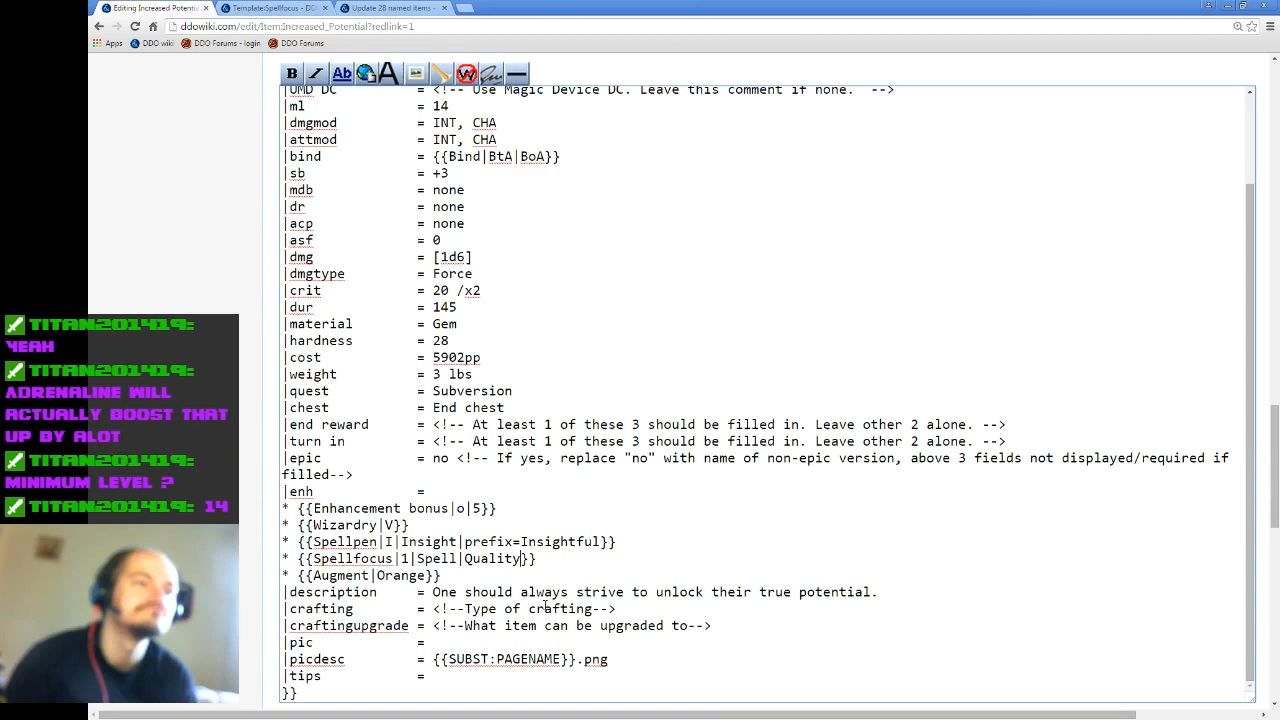 Editing Increased Potenti ×
Template:Spellfocus - DD ×
Update 28 named items - ×
ddowiki.com/edit/Item:Increased_Potential?redlink=1
Apps DDO wiki DDO Forums - login DDO Forums
B I Ab A W
|UMD DC = <!-- Use Magic Device DC. Leave this comment if none. -->
|ml = 14
|dmgmod = INT, CHA
|attmod = INT, CHA
|bind = {{Bind|BtA|BoA}}
|sb = +3
|mdb = none
|dr = none
|acp = none
|asf = 0
|dmg = [1d6]
|dmgtype = Force
|crit = 20 /x2
|dur = 145
|material = Gem
|hardness = 28
|cost = 5902pp
|weight = 3 lbs
|quest = Subversion
|chest = End chest
|end reward = <!-- At least 1 of these 3 should be filled in. Leave other 2 alone. -->
|turn in = <!-- At least 1 of these 3 should be filled in. Leave other 2 alone. -->
|epic = no <!-- If yes, replace "no" with name of non-epic version, above 3 fields not displayed/required if
filled-->
|enh =
* {{Enhancement bonus|o|5}}
* {{Wizardry|V}}
* {{Spellpen|I|Insight|prefix=Insightful}}
* {{Spellfocus|1|Spell|Quality}}
* {{Augment|Orange}}
|description = One should always strive to unlock their true potential.
|crafting = <!--Type of crafting-->
|craftingupgrade = <!--What item can be upgraded to-->
|pic =
|picdesc = {{SUBST:PAGENAME}}.png
|tips =
}}
TITAN201419:
YEAH
TITAN201419:
ADRENALINE WILL
ACTUALLY BOOST THAT
UP BY ALOT
TITAN201419:
MINIMUM LEVEL ?
TITAN201419: 14